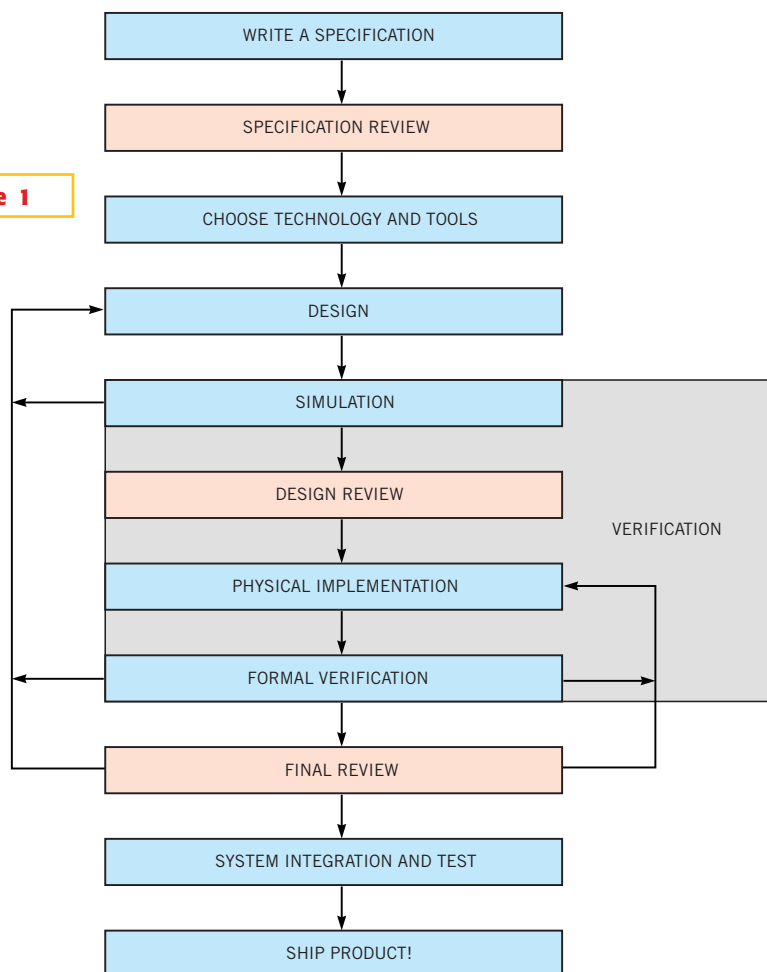 WRITE A SPECIFICATION
SPECIFICATION REVIEW
e 1
CHOOSE TECHNOLOGY AND TOOLS
DESIGN
SIMULATION
DESIGN REVIEW
VERIFICATION
PHYSICAL IMPLEMENTATION
FORMAL VERIFICATION
FINAL REVIEW
SYSTEM INTEGRATION AND TEST
SHIP PRODUCT!